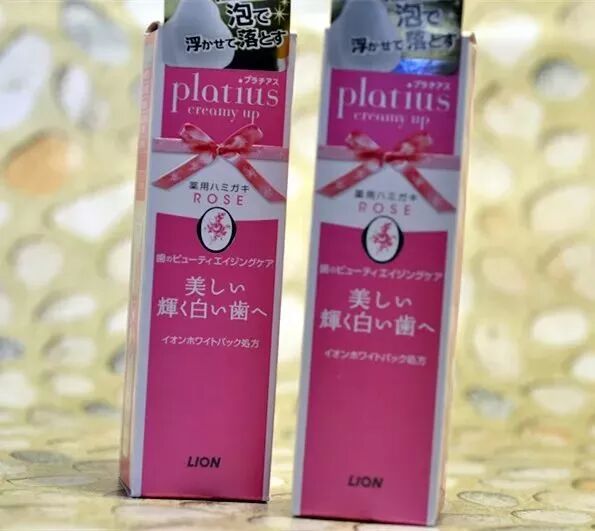 泡で
浮かせて落とす
プラチアス
platius
creamy up
薬用ハミガキ
ROSE
歯のビューティエイジングケア
美しい
輝く白い歯へ
イオンホワイトパック処方
LION
泡で
浮かせて落とす
プラチアス
platius
creamy up
薬用ハミガキ
ROSE
歯のビューティエイジングケア
美しい
輝く白い歯へ
イオンホワイトパック処方
LION